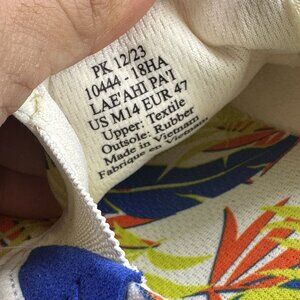 PK 12/23
10444 - 18HA
LAE'AHI PA'I
US M14 EUR 47
Upper: Textile
Outsole: Rubber
Made in Vietnam
Fabriqué en Vietnam